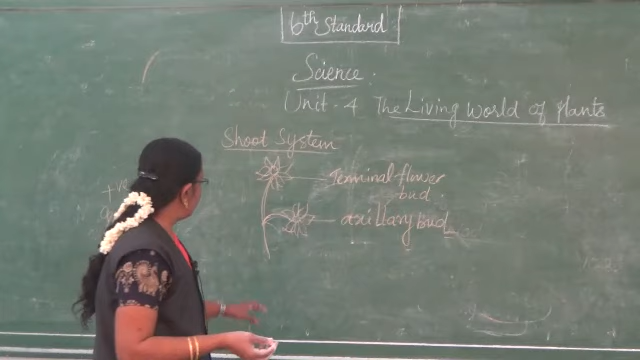 6th Standard
Science.
Unit - 4 The Living World of Plants
Shoot System
Terminal flower
bud.
axillary bud